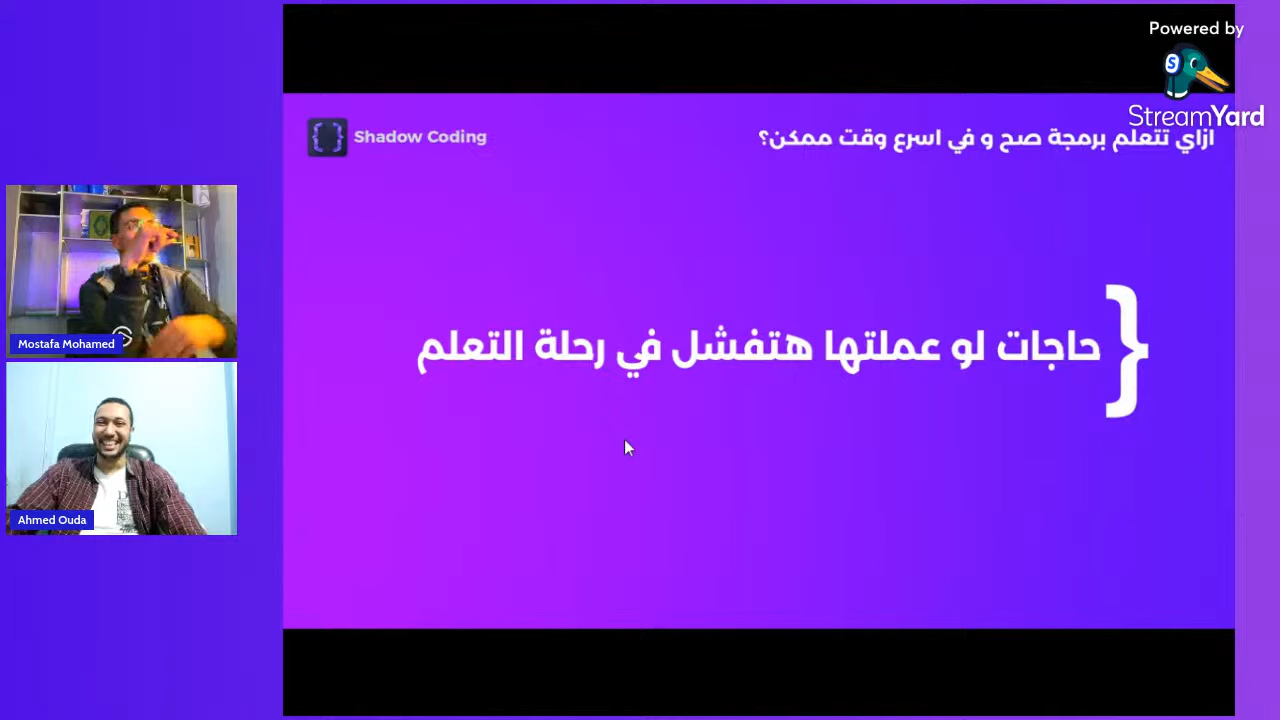 Powered by
StreamYard
Shadow Coding
ازاي تتعلم برمجة صح و في اسرع وقت ممكن؟
حاجات لو عملتها هتفشل في رحلة التعلم
Mostafa Mohamed
Ahmed Ouda